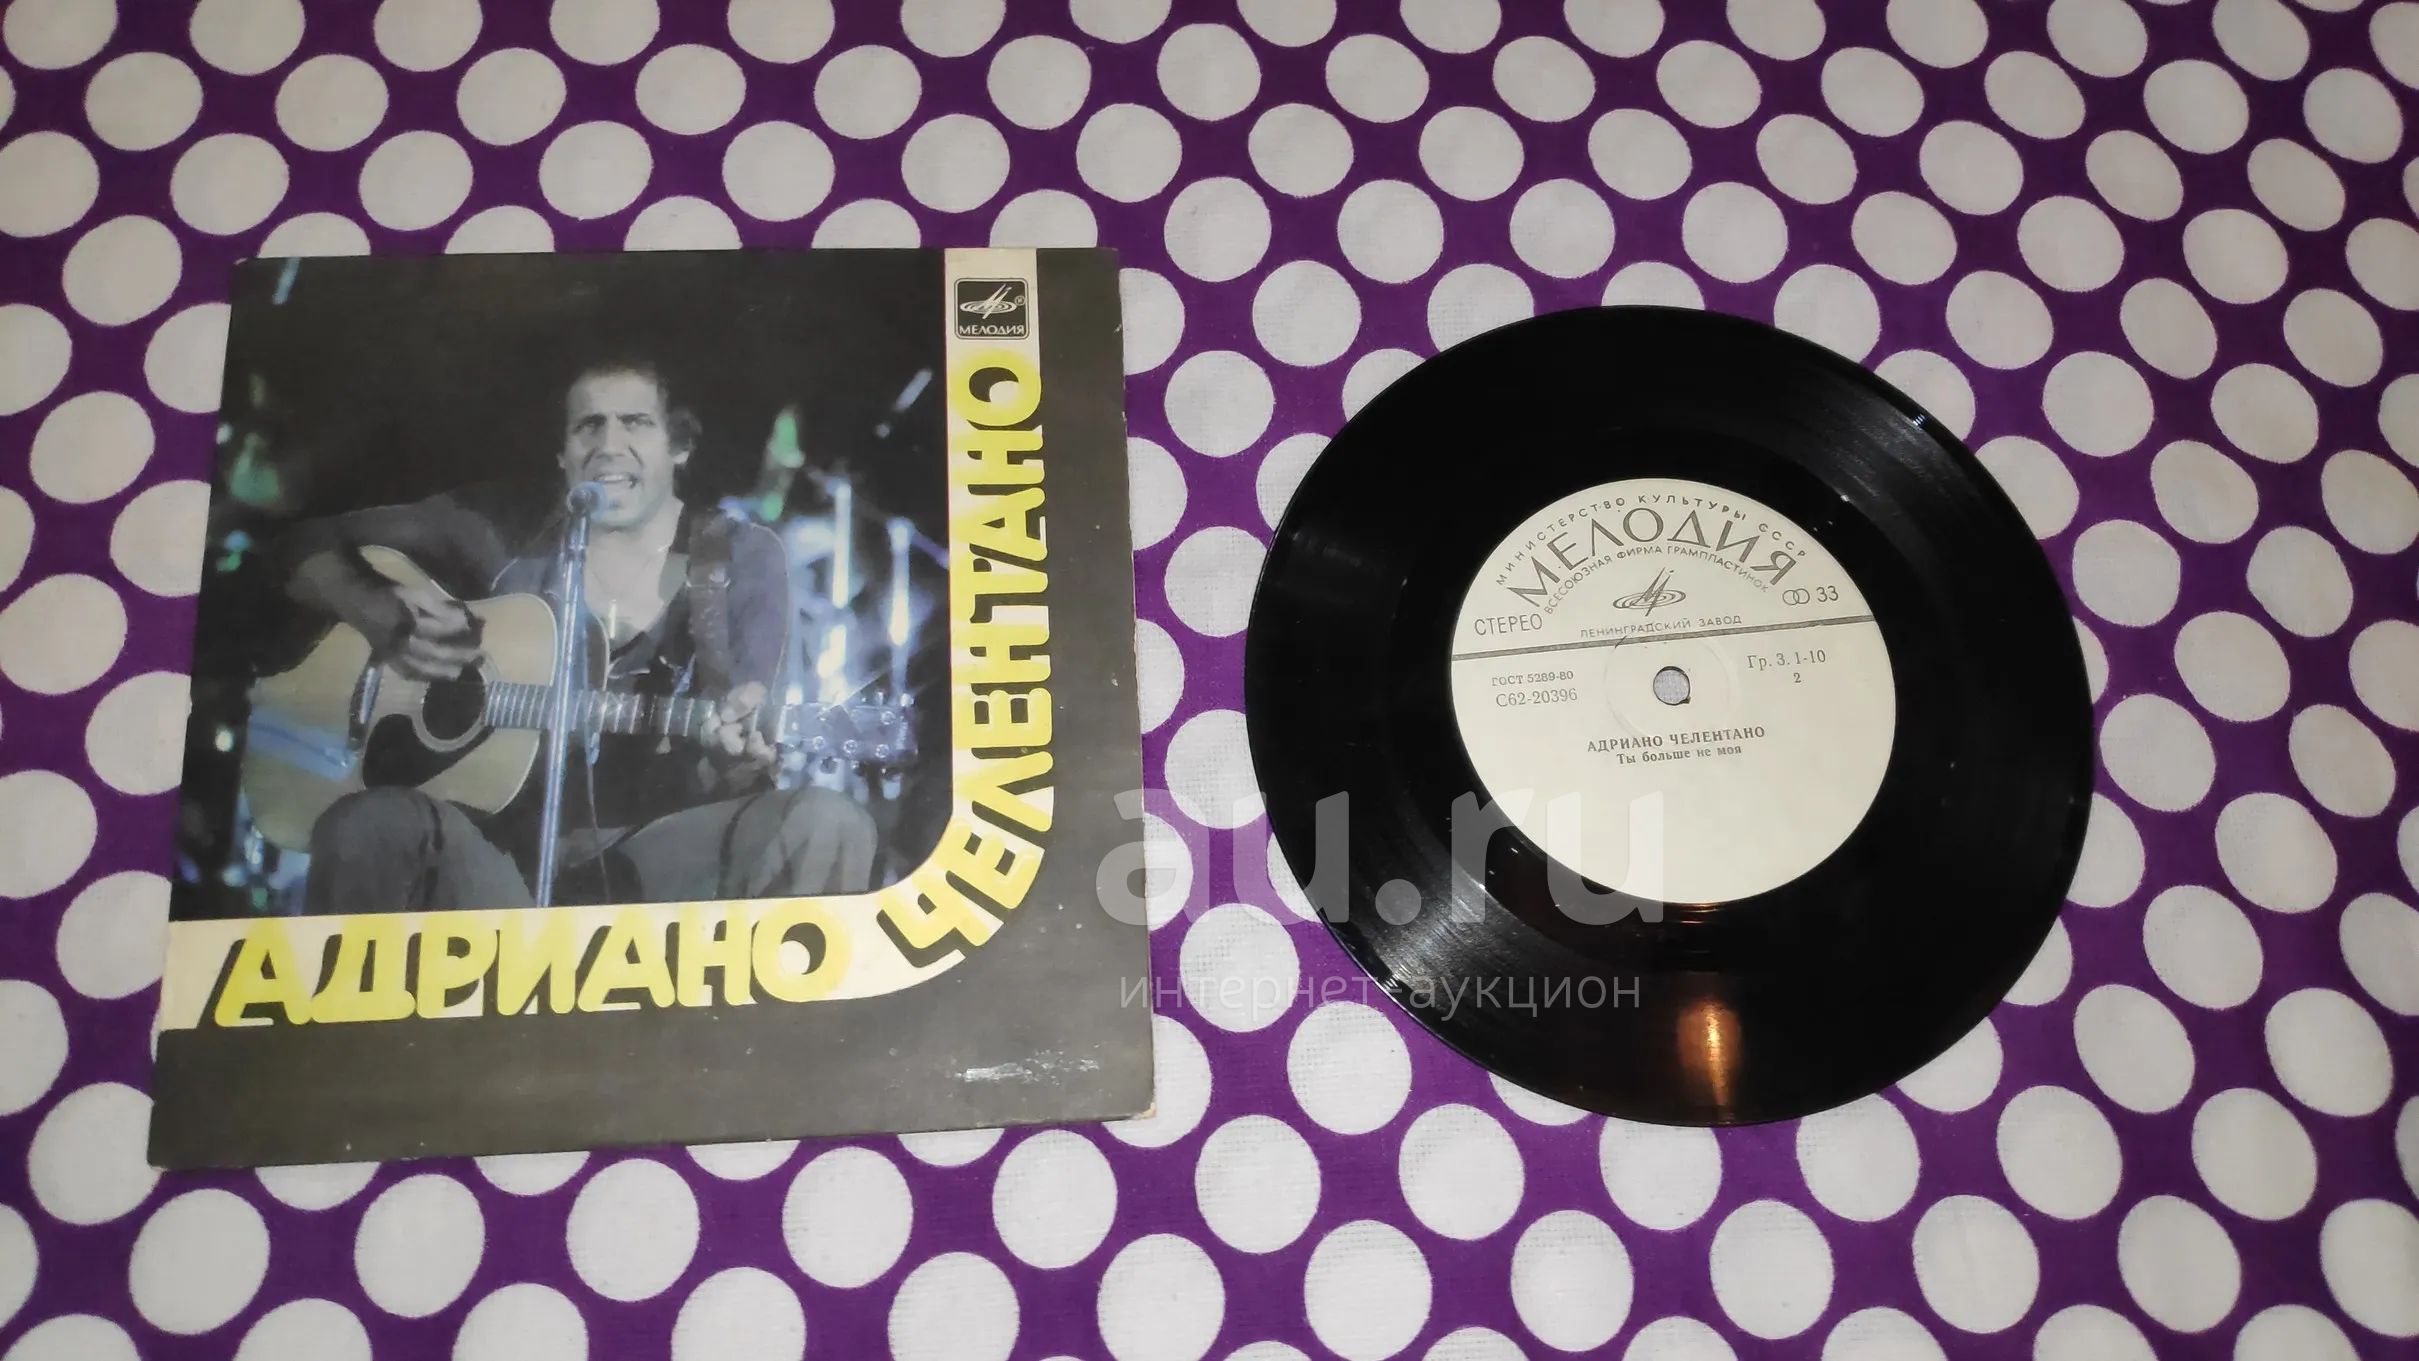 МЕЛОДИЯ
АДРИАНО ЧЕЛЕНТАНО
МИНИСТЕРСТВО КУЛЬТУРЫ СССР
МЕЛОДИЯ
ВСЕСОЮЗНАЯ ФИРМА ГРАМПЛАСТИНОК
СТЕРЕО
33
ЛЕНИНГРАДСКИЙ ЗАВОД
ГОСТ 5289-80
С62-20396
Гр. 3. 1-10
2
АДРИАНО ЧЕЛЕНТАНО
Ты больше не моя
au.ru
интернет-аукцион